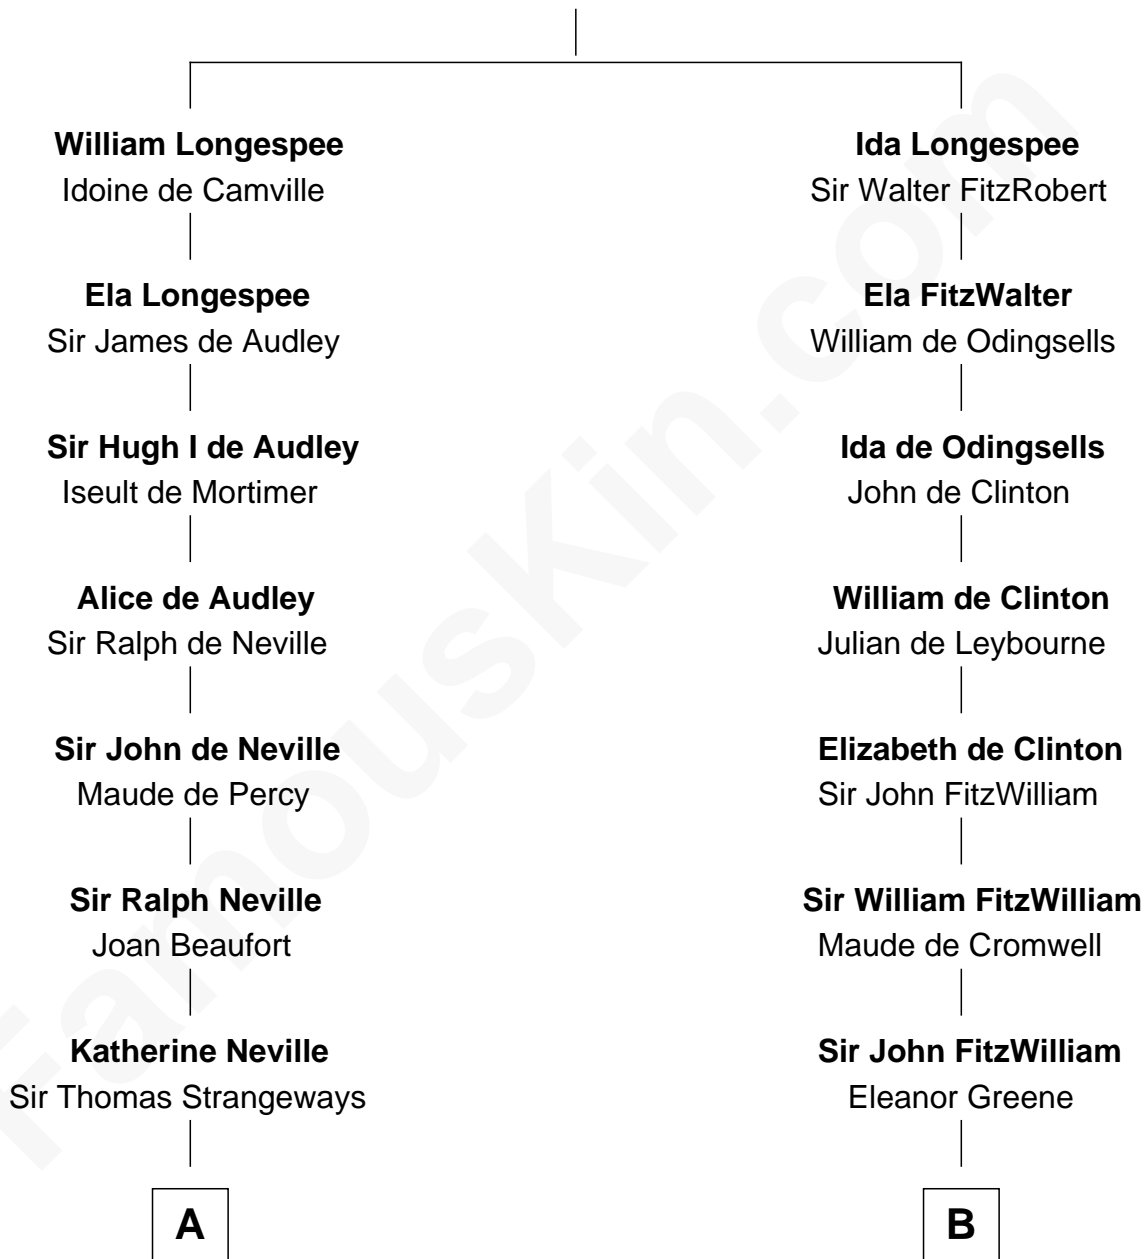 William Longespee
Idoine de Camville
Ela Longespee
Sir James de Audley
Sir Hugh I de Audley
Iseult de Mortimer
Alice de Audley
Sir Ralph de Neville
Sir John de Neville
Maude de Percy
Sir Ralph Neville
Joan Beaufort
Katherine Neville
Sir Thomas Strangeways
A
Ida Longespee
Sir Walter FitzRobert
Ela FitzWalter
William de Odingsells
Ida de Odingsells
John de Clinton
William de Clinton
Julian de Leybourne
Elizabeth de Clinton
Sir John FitzWilliam
Sir William FitzWilliam
Maude de Cromwell
Sir John FitzWilliam
Eleanor Greene
B
FamousKin.com